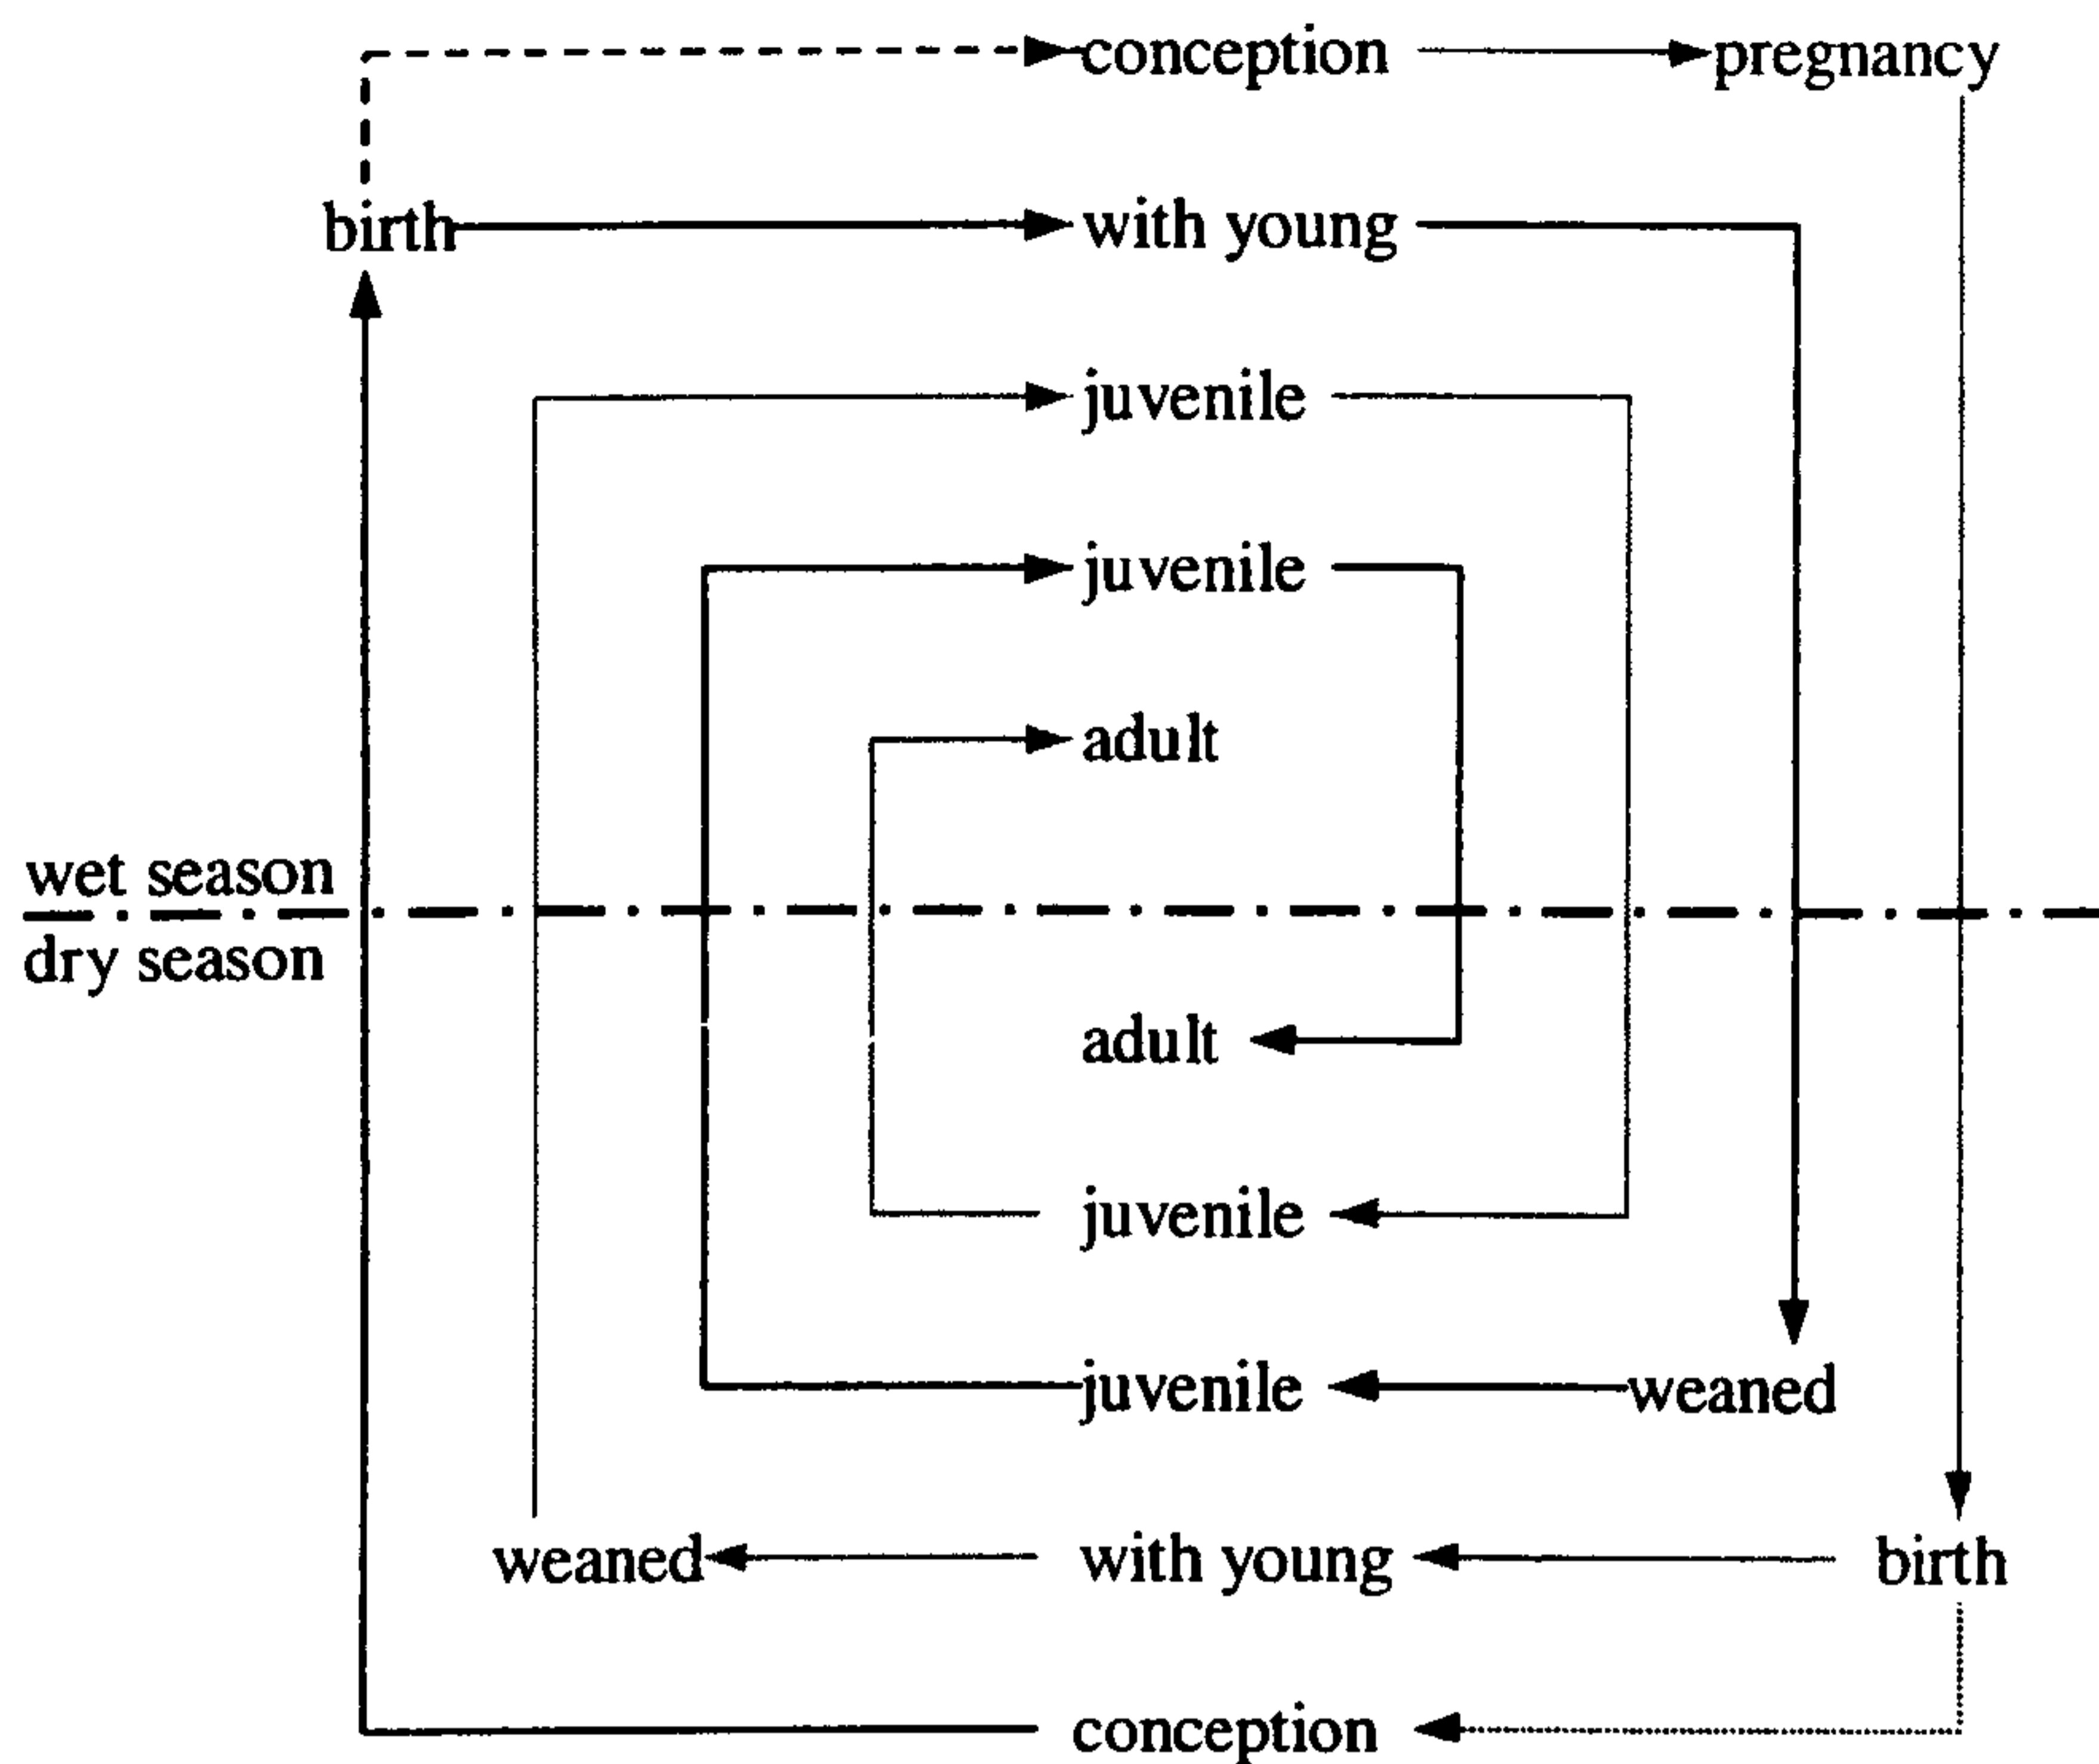 conception pregnancy
birth with young
juvenile
juvenile
adult
wet season
dry season
adult
juvenile
juvenile weaned
weaned with young birth
conception